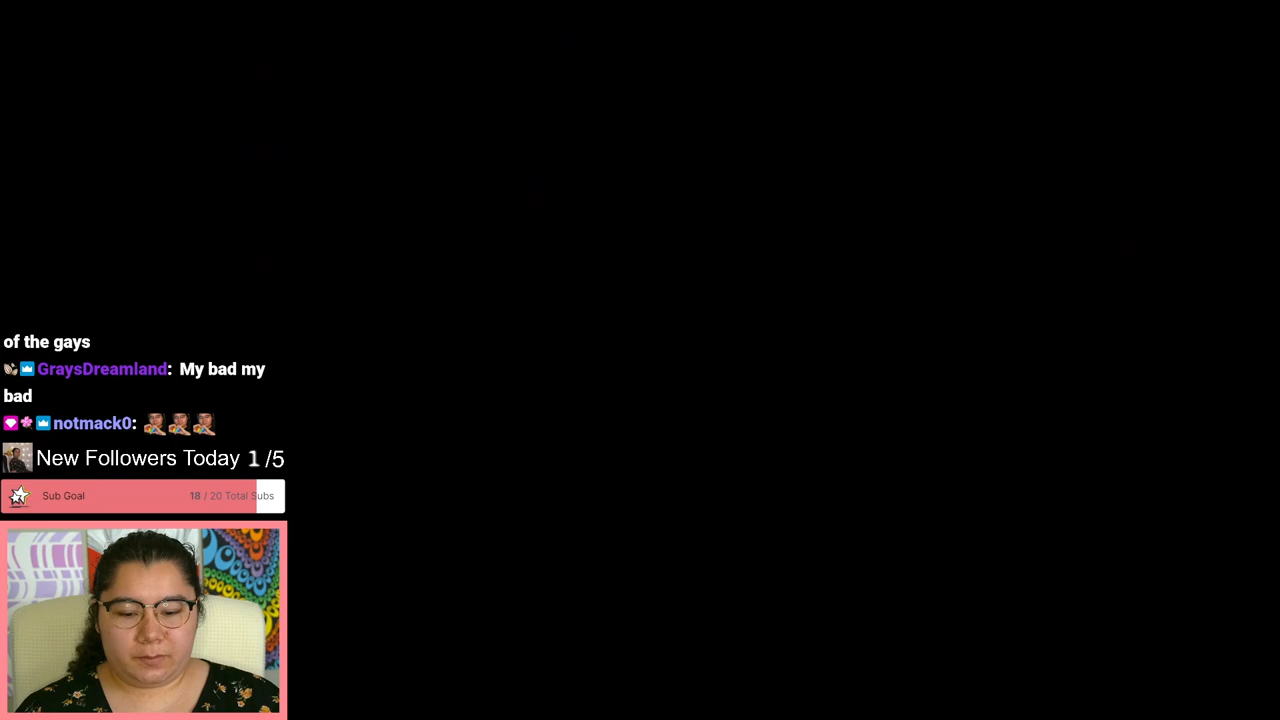 of the gays
GraysDreamland: My bad my
bad
notmack0:
New Followers Today 1 /5
Sub Goal 18 / 20 Total Subs